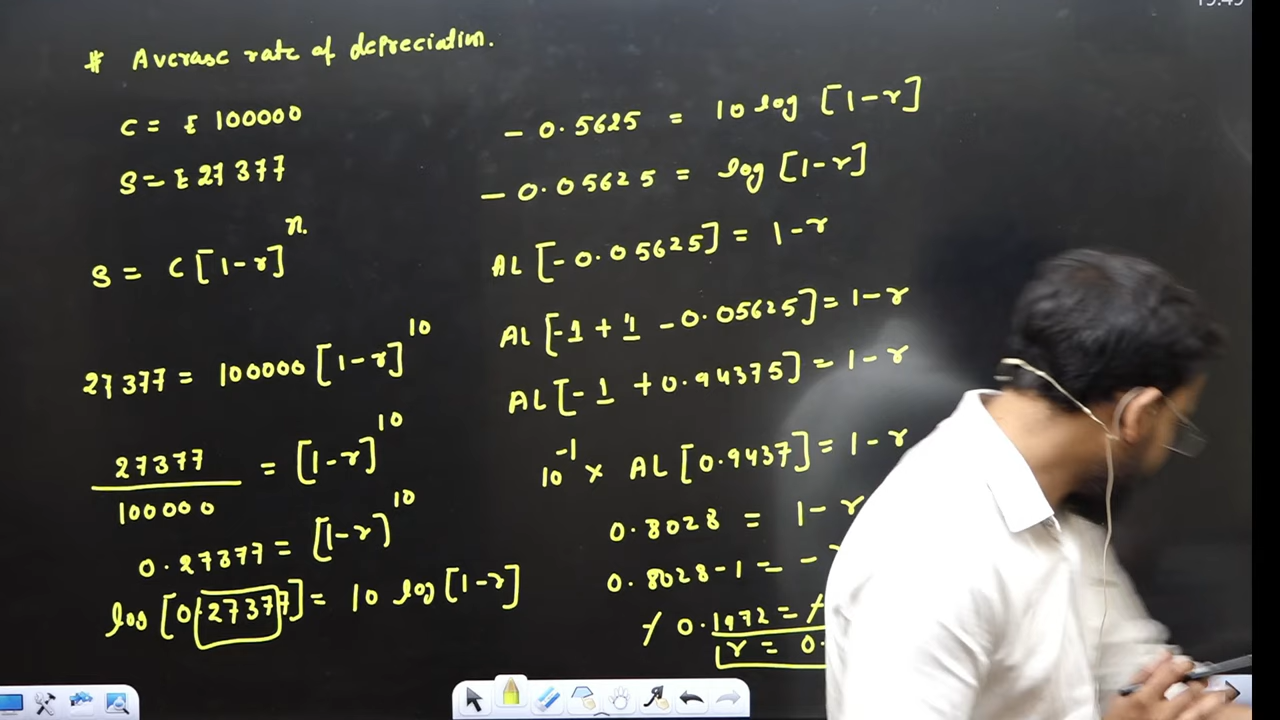 # Average rate of depreciation.
C = ₹ 100000
S = ₹ 27377
S = C [1-r]^n.
27377 = 100000 [1-r]^10
27377 / 100000 = [1-r]^10
0.27377 = [1-r]^10
log [0.27377] = 10 log [1-r]
- 0.5625 = 10 log [1-r]
- 0.05625 = log [1-r]
AL [-0.05625] = 1-r
AL [-1 + 1 - 0.05625] = 1-r
AL [-1 + 0.94375] = 1-r
10^-1 × AL [0.9437] = 1-r
0.8028 = 1-r
0.8028-1 = -
- 0.1972 = -
r = 0.